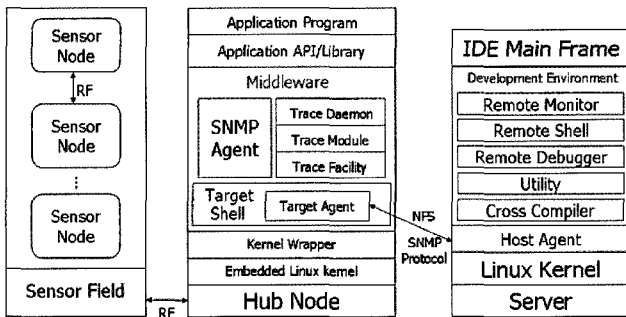 Sensor
Node
RF
Sensor
Node
Sensor
Node
Sensor Field
RF
Application Program
Application API/Library
Middleware
SNMP
Agent
Trace Daemon
Trace Module
Trace Facility
Target
Shell
Target Agent
Kernel Wrapper
Embedded Linux kernel
Hub Node
NFS
SNMP
Protocol
IDE Main Frame
Development Environment
Remote Monitor
Remote Shell
Remote Debugger
Utility
Cross Compiler
Host Agent
Linux Kernel
Server